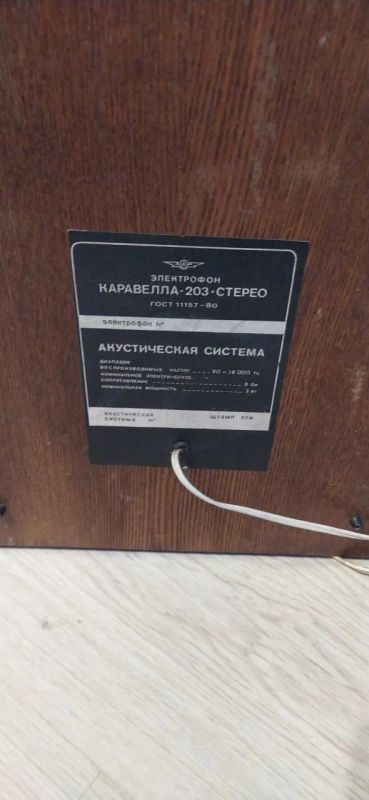 ЭЛЕКТРОФОН
КАРАВЕЛЛА·203·СТЕРЕО
ГОСТ 11157-80
ЭЛЕКТРОФОН №
АКУСТИЧЕСКАЯ СИСТЕМА
ДИАПАЗОН
ВОСПРОИЗВОДИМЫХ ЧАСТОТ 80-16 000 Гц
НОМИНАЛЬНОЕ ЭЛЕКТРИЧЕСКОЕ
СОПРОТИВЛЕНИЕ 8 Ом
НОМИНАЛЬНАЯ МОЩНОСТЬ 3 Вт
АКУСТИЧЕСКАЯ
СИСТЕМА № ШТАМП ОТК